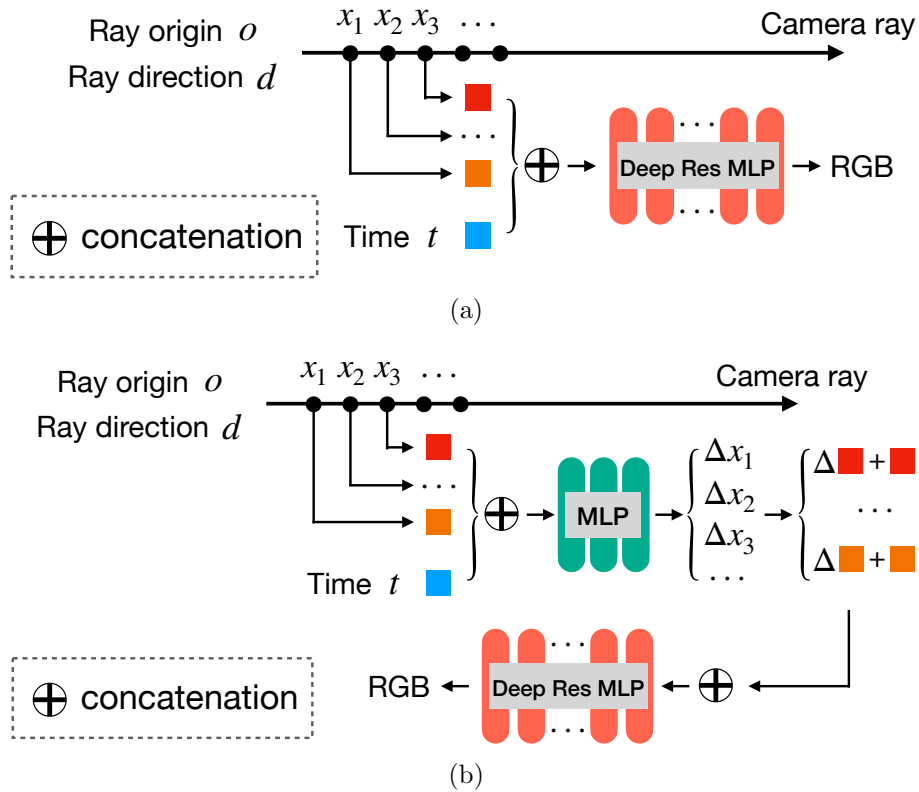 Ray origin o
Ray direction d
x₁ x₂ x₃ ...
Camera ray
...
Time t
⊕ concatenation
...
Deep Res MLP
...
RGB
(a)
Ray origin o
Ray direction d
x₁ x₂ x₃ ...
Camera ray
...
Time t
MLP
Δx₁
Δx₂
Δx₃
...
Δ +
...
Δ +
⊕ concatenation
RGB
...
Deep Res MLP
...
(b)